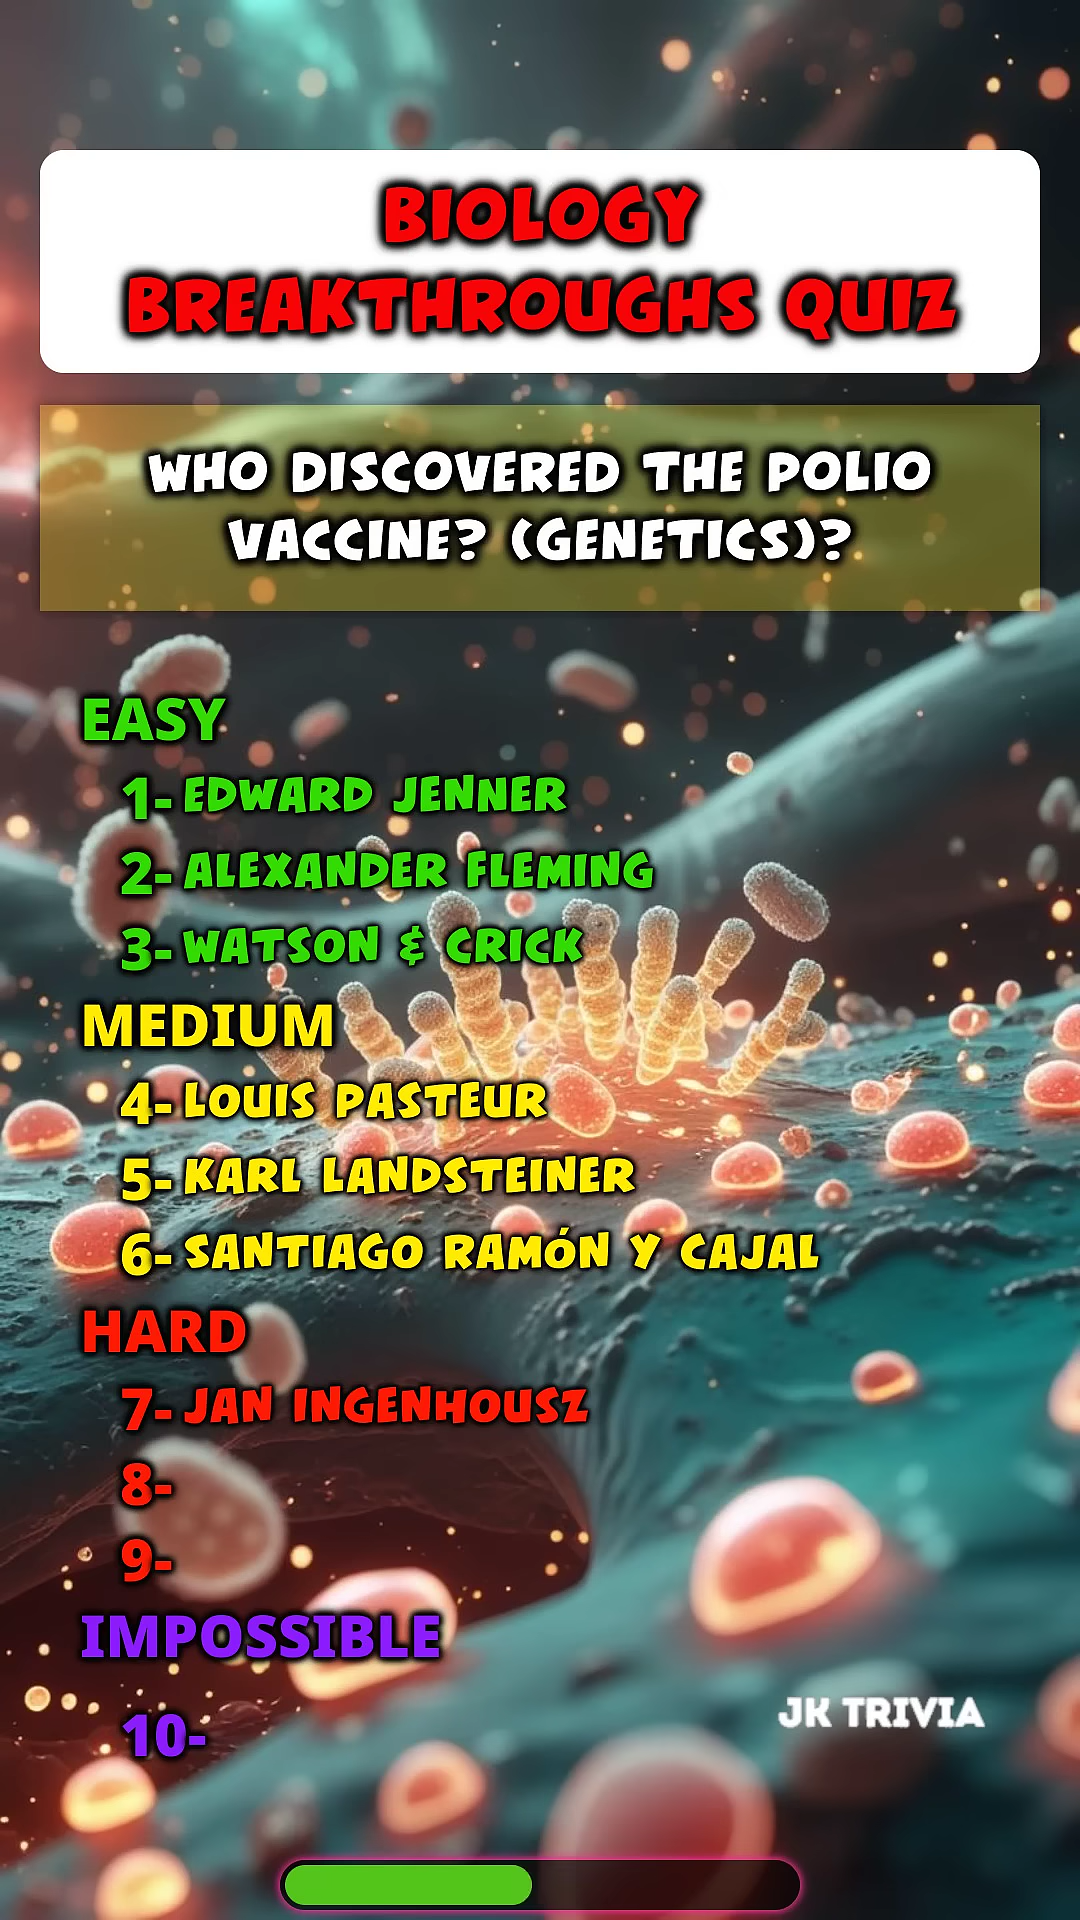 BIOLOGY
BREAKTHROUGHS QUIZ
WHO DISCOVERED THE POLIO
VACCINE? (GENETICS)?
EASY
1- EDWARD JENNER
2- ALEXANDER FLEMING
3- WATSON & CRICK
MEDIUM
4- LOUIS PASTEUR
5- KARL LANDSTEINER
6- SANTIAGO RAMÓN Y CAJAL
HARD
7- JAN INGENHOUSZ
8-
9-
IMPOSSIBLE
10-
JK TRIVIA